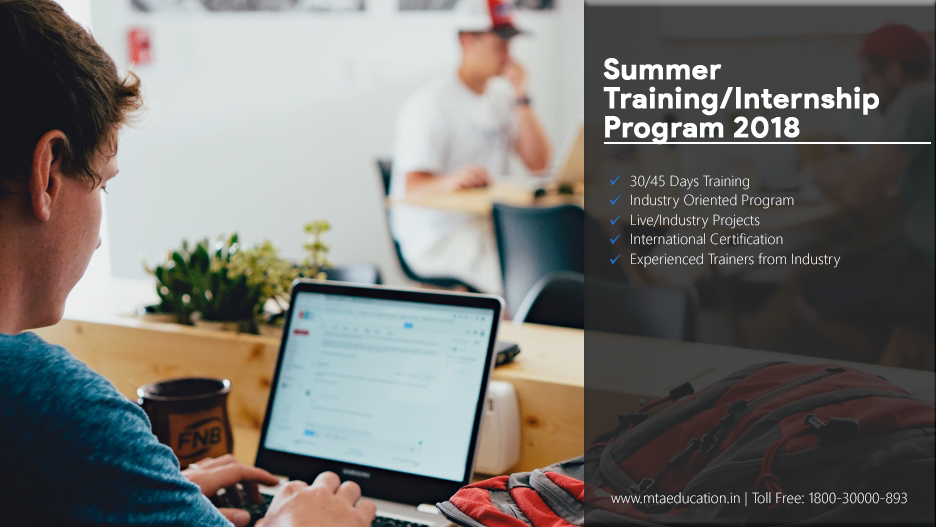 Summer
Training/Internship
Program 2018
30/45 Days Training
Industry Oriented Program
Live/Industry Projects
International Certification
Experienced Trainers from Industry
FNB
SAMSUNG
www.mtaeducation.in | Toll Free: 1800-30000-893